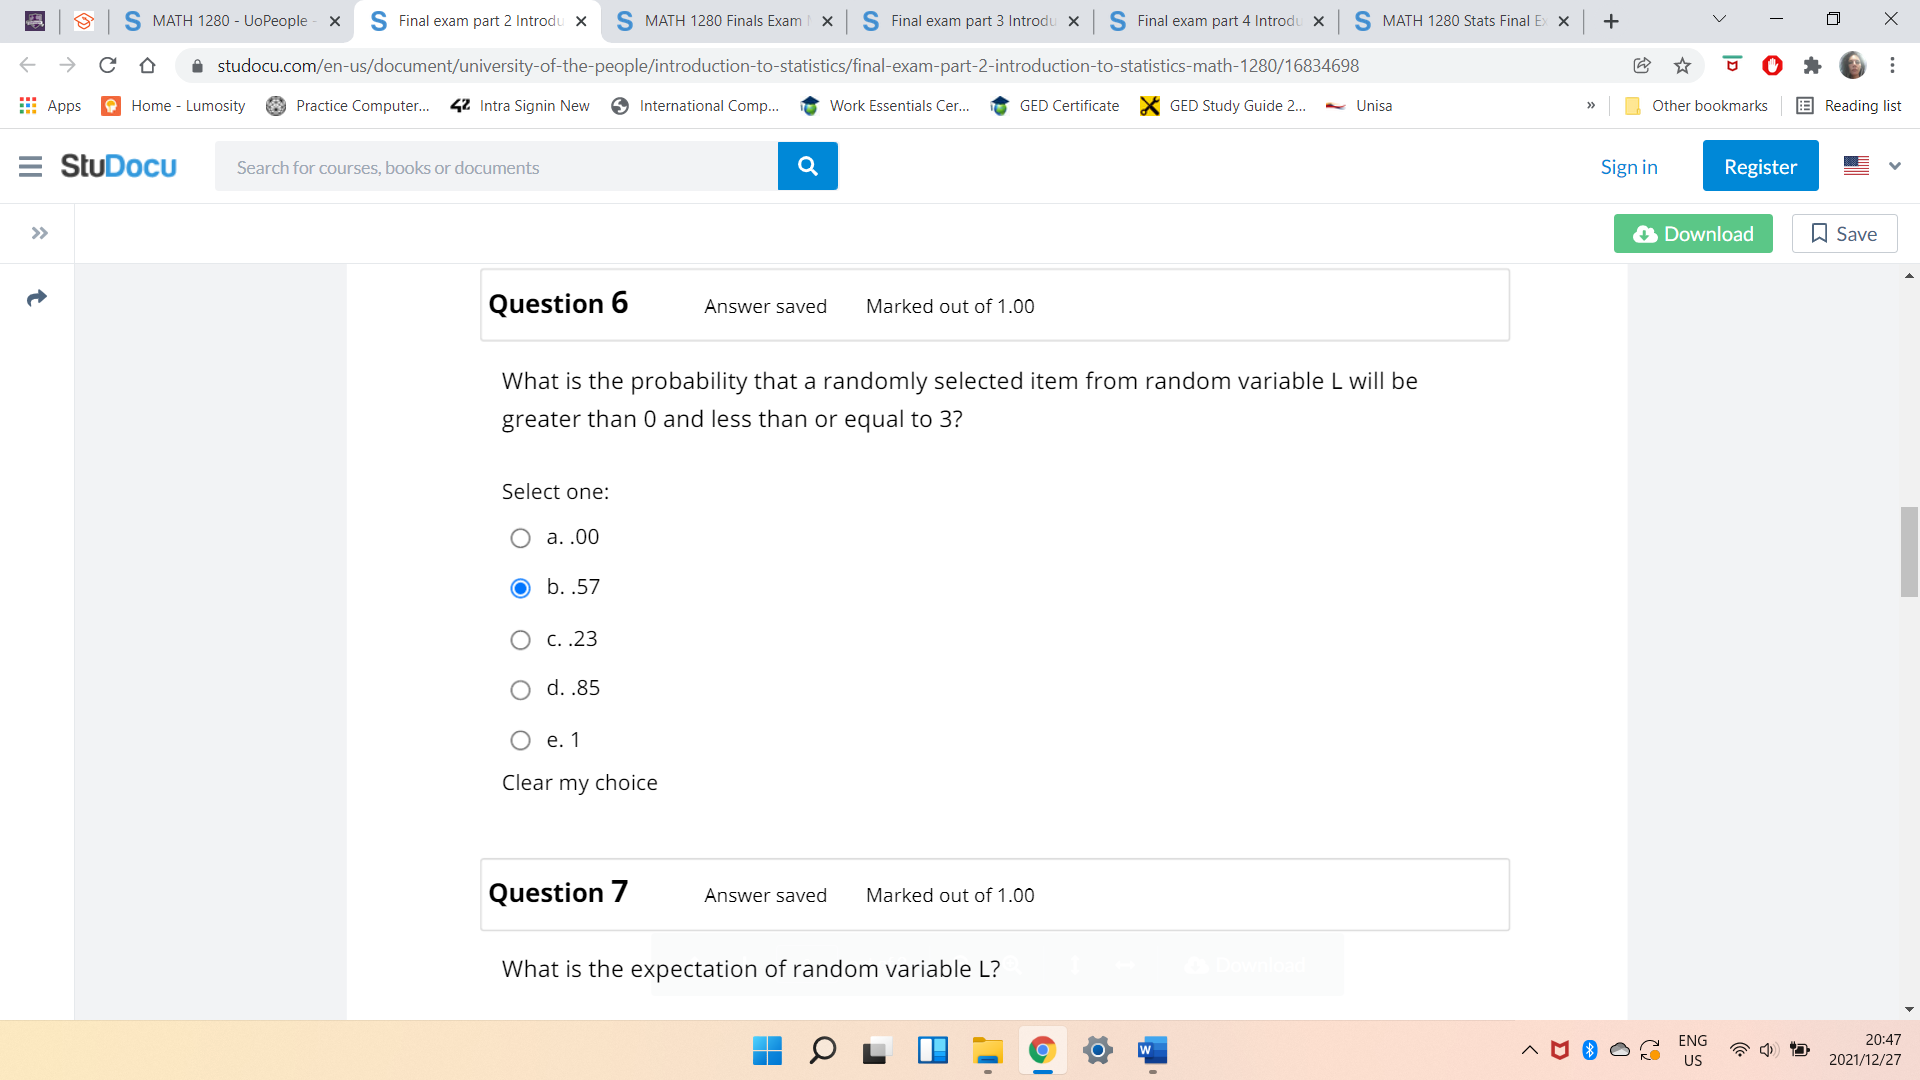 MATH 1280 - UoPeople -
Final exam part 2 Introdu
MATH 1280 Finals Exam
Final exam part 3 Introdu
Final exam part 4 Introdu
MATH 1280 Stats Final Ex
studocu.com/en-us/document/university-of-the-people/introduction-to-statistics/final-exam-part-2-introduction-to-statistics-math-1280/16834698
Apps Home - Lumosity Practice Computer... Intra Signin New International Comp... Work Essentials Cer... GED Certificate GED Study Guide 2... Unisa » Other bookmarks Reading list
StuDocu Search for courses, books or documents Sign in Register
Download Save
Question 6 Answer saved Marked out of 1.00
What is the probability that a randomly selected item from random variable L will be
greater than 0 and less than or equal to 3?
Select one:
a. .00
b. .57
c. .23
d. .85
e. 1
Clear my choice
Question 7 Answer saved Marked out of 1.00
What is the expectation of random variable L?
Download
ENG 20:47
US 2021/12/27